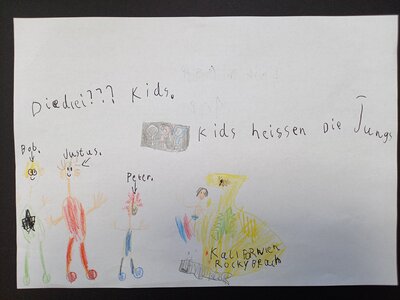 Diedrei??? Kids.
Kids heissen Die Jungs
Bob.
Justus.
Peter.
KaliFORNieN
ROCKY BEach